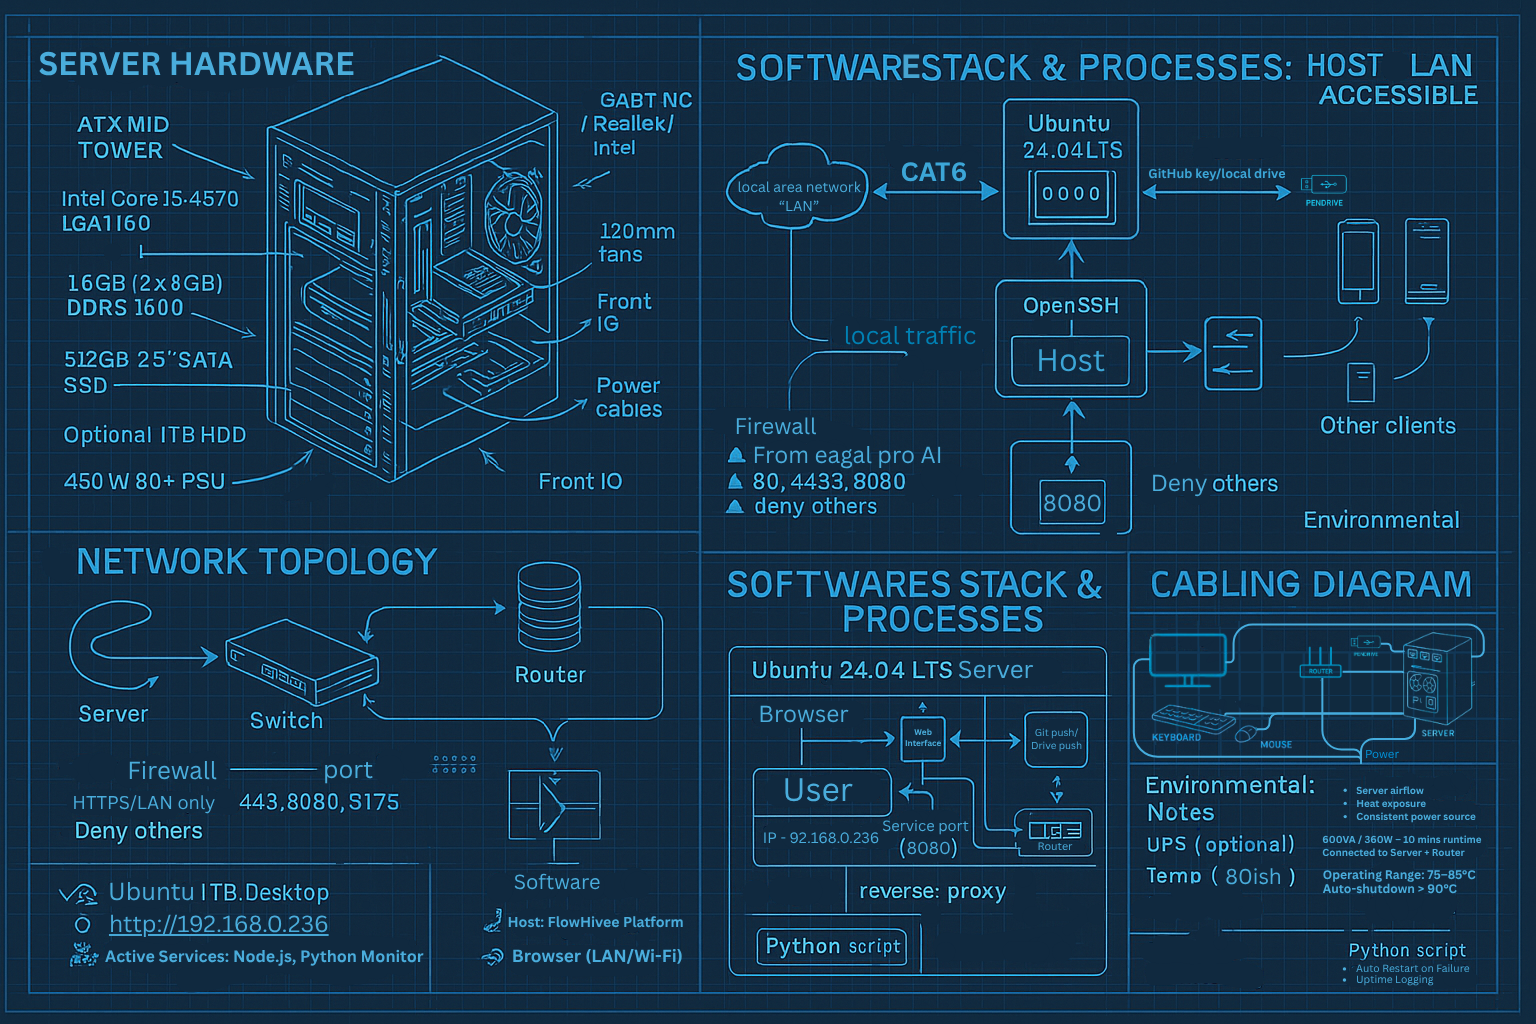 SERVER HARDWARE
ATX MID
TOWER
Intel Core I5-4570
LGA1I60
16GB (2x8GB)
DDRS 1600
512GB 25″SATA
SSD
Optional ITB HDD
450 W 80+ PSU
GABT NC
/ Reallek/
Intel
120mm
tans
Front
IG
Power
cabies
Front IO
SOFTWARESTACK & PROCESSES: HOST LAN
ACCESSIBLE
Ubuntu
24.04 LTS
0000
local area network
“LAN”
CAT6
GitHub key/local drive
PENDRIVE
OpenSSH
Host
local traffic
Other clients
Firewall
From eagal pro AI
80, 4433, 8080
deny others
8080
Deny others
Environmental
NETWORK TOPOLOGY
Router
Server
Switch
Firewall
port
HTTPS/LAN only
443,8080,S175
Deny others
Software
Ubuntu ITB.Desktop
http://192.168.0.236
Active Services: Node.js, Python Monitor
Host: FlowHivee Platform
Browser (LAN/Wi-Fi)
SOFTWARES STACK &
PROCESSES
Ubuntu 24.04 LTS Server
Browser
Web
Interface
Git push/
Drive push
User
IP - 92.168.0.236
Service port
(8080)
Router
reverse: proxy
Python script
CABLING DIAGRAM
PENDRIVE
ROUTER
KEYBOARD
MOUSE
SERVER
Power
Environmental:
Notes
Server airflow
Heat exposure
Consistent power source
UPS (optional)
600VA / 360W – 10 mins runtime
Connected to Server + Router
Temp ( 80ish )
Operating Range: 75–85°C
Auto-shutdown > 90°C
Python script
Auto Restart on Failure
Uptime Logging